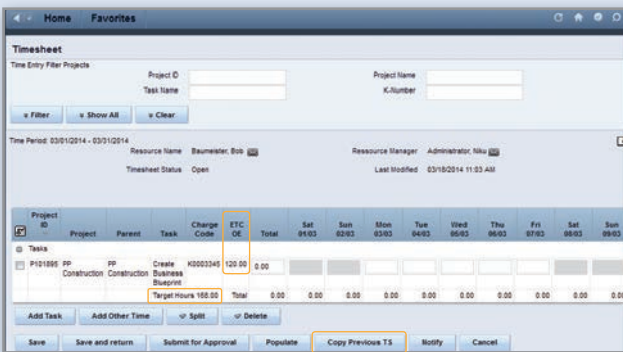 Home Favorites
Timesheet
Time Entry Filter Projects
Project ID Project Name
Task Name K-Number
Filter Show All Clear
Time Period: 03/01/2014 - 03/31/2014
Resource Name Baumeister, Bob Ressource Manager Administrator, Niku
Timesheet Status Open Last Modified 03/18/2014 11:03 AM
Project ID Project Parent Task Charge Code ETC OE Total Sat 01/03 Sun 02/03 Mon 03/03 Tue 04/03 Wed 05/03 Thu 06/03 Fri 07/03 Sat 08/03 Sun 09/03
Tasks
P101895 PP Construction PP Construction Create Business Blueprint K0003345 120.00 0.00
Target Hours 168.00 Total 0.00 0.00 0.00 0.00 0.00 0.00 0.00 0.00 0.00 0.00
Add Task Add Other Time Split Delete
Save Save and return Submit for Approval Populate Copy Previous TS Notify Cancel